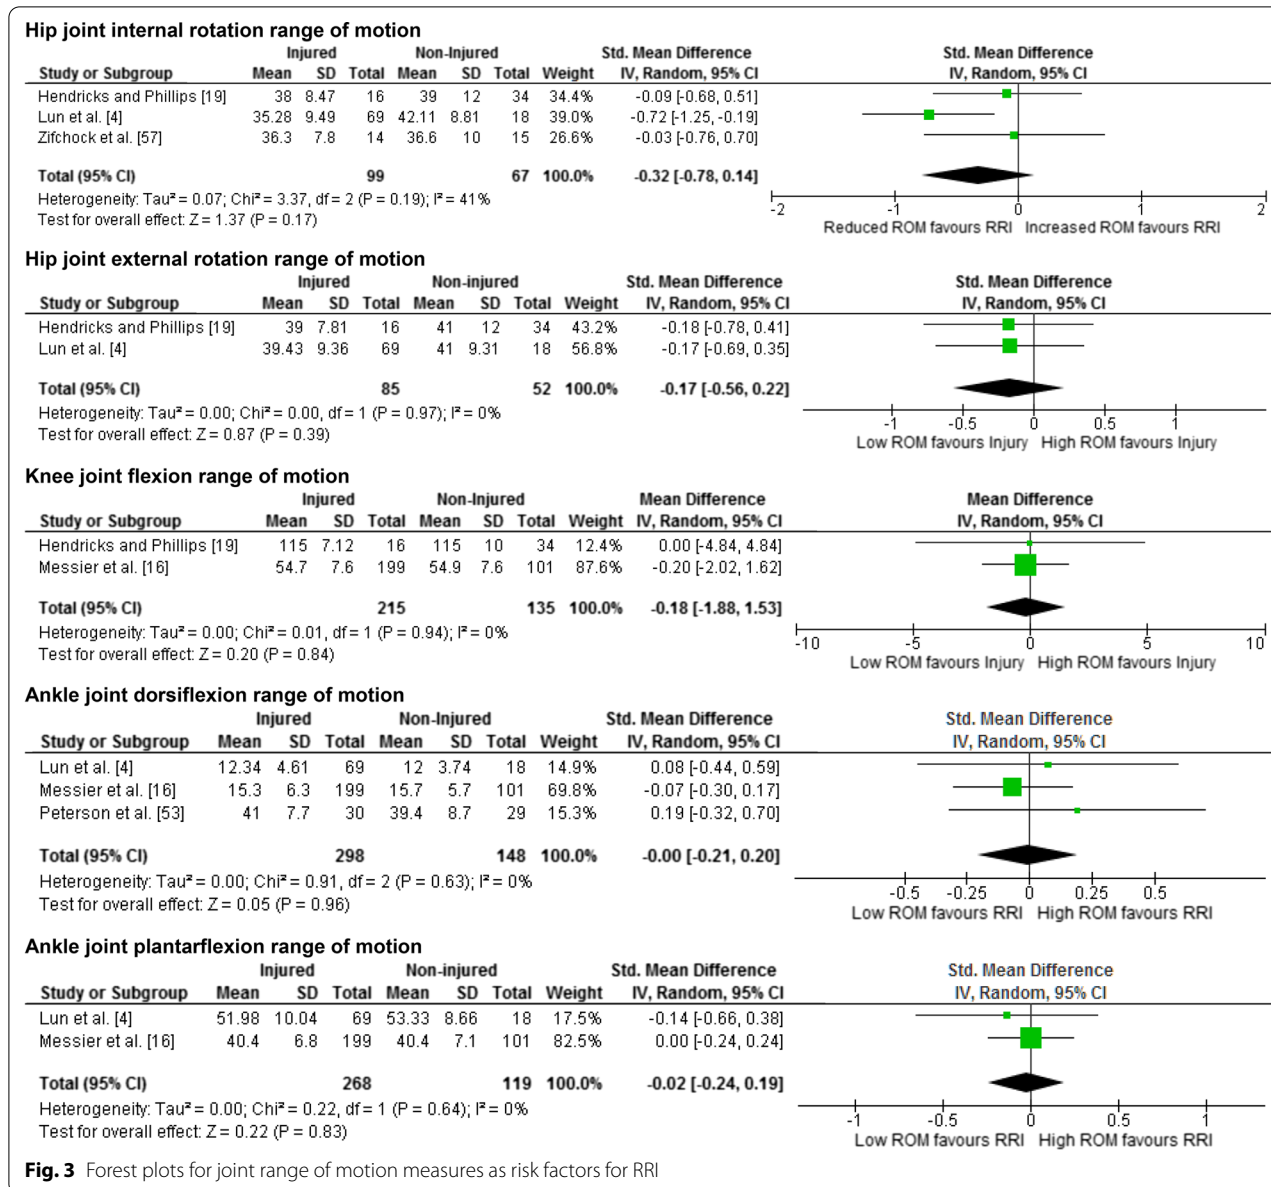 Hip joint internal rotation range of motion
Injured Non-Injured Std. Mean Difference Std. Mean Difference
Study or Subgroup Mean SD Total Mean SD Total Weight IV, Random, 95% CI IV, Random, 95% CI
Hendricks and Phillips [19] 38 8.47 16 39 12 34 34.4% -0.09 [-0.68, 0.51]
Lun et al. [4] 35.28 9.49 69 42.11 8.81 18 39.0% -0.72 [-1.25, -0.19]
Zifchock et al. [57] 36.3 7.8 14 36.6 10 15 26.6% -0.03 [-0.76, 0.70]
Total (95% CI) 99 67 100.0% -0.32 [-0.78, 0.14]
Heterogeneity: Tau² = 0.07; Chi² = 3.37, df = 2 (P = 0.19); I² = 41%
Test for overall effect: Z = 1.37 (P = 0.17)
-2 -1 0 1 2
Reduced ROM favours RRI Increased ROM favours RRI
Hip joint external rotation range of motion
Injured Non-injured Std. Mean Difference Std. Mean Difference
Study or Subgroup Mean SD Total Mean SD Total Weight IV, Random, 95% CI IV, Random, 95% CI
Hendricks and Phillips [19] 39 7.81 16 41 12 34 43.2% -0.18 [-0.78, 0.41]
Lun et al. [4] 39.43 9.36 69 41 9.31 18 56.8% -0.17 [-0.69, 0.35]
Total (95% CI) 85 52 100.0% -0.17 [-0.56, 0.22]
Heterogeneity: Tau² = 0.00; Chi² = 0.00, df = 1 (P = 0.97); I² = 0%
Test for overall effect: Z = 0.87 (P = 0.39)
-1 -0.5 0 0.5 1
Low ROM favours Injury High ROM favours Injury
Knee joint flexion range of motion
Injured Non-Injured Mean Difference Mean Difference
Study or Subgroup Mean SD Total Mean SD Total Weight IV, Random, 95% CI IV, Random, 95% CI
Hendricks and Phillips [19] 115 7.12 16 115 10 34 12.4% 0.00 [-4.84, 4.84]
Messier et al. [16] 54.7 7.6 199 54.9 7.6 101 87.6% -0.20 [-2.02, 1.62]
Total (95% CI) 215 135 100.0% -0.18 [-1.88, 1.53]
Heterogeneity: Tau² = 0.00; Chi² = 0.01, df = 1 (P = 0.94); I² = 0%
Test for overall effect: Z = 0.20 (P = 0.84)
-10 -5 0 5 10
Low ROM favours Injury High ROM favours Injury
Ankle joint dorsiflexion range of motion
Injured Non-Injured Std. Mean Difference Std. Mean Difference
Study or Subgroup Mean SD Total Mean SD Total Weight IV, Random, 95% CI IV, Random, 95% CI
Lun et al. [4] 12.34 4.61 69 12 3.74 18 14.9% 0.08 [-0.44, 0.59]
Messier et al. [16] 15.3 6.3 199 15.7 5.7 101 69.8% -0.07 [-0.30, 0.17]
Peterson et al. [53] 41 7.7 30 39.4 8.7 29 15.3% 0.19 [-0.32, 0.70]
Total (95% CI) 298 148 100.0% -0.00 [-0.21, 0.20]
Heterogeneity: Tau² = 0.00; Chi² = 0.91, df = 2 (P = 0.63); I² = 0%
Test for overall effect: Z = 0.05 (P = 0.96)
-0.5 -0.25 0 0.25 0.5
Low ROM favours RRI High ROM favours RRI
Ankle joint plantarflexion range of motion
Injured Non-injured Std. Mean Difference Std. Mean Difference
Study or Subgroup Mean SD Total Mean SD Total Weight IV, Random, 95% CI IV, Random, 95% CI
Lun et al. [4] 51.98 10.04 69 53.33 8.66 18 17.5% -0.14 [-0.66, 0.38]
Messier et al. [16] 40.4 6.8 199 40.4 7.1 101 82.5% 0.00 [-0.24, 0.24]
Total (95% CI) 268 119 100.0% -0.02 [-0.24, 0.19]
Heterogeneity: Tau² = 0.00; Chi² = 0.22, df = 1 (P = 0.64); I² = 0%
Test for overall effect: Z = 0.22 (P = 0.83)
-1 -0.5 0 0.5 1
Low ROM favours RRI High ROM favours RRI
Fig. 3 Forest plots for joint range of motion measures as risk factors for RRI